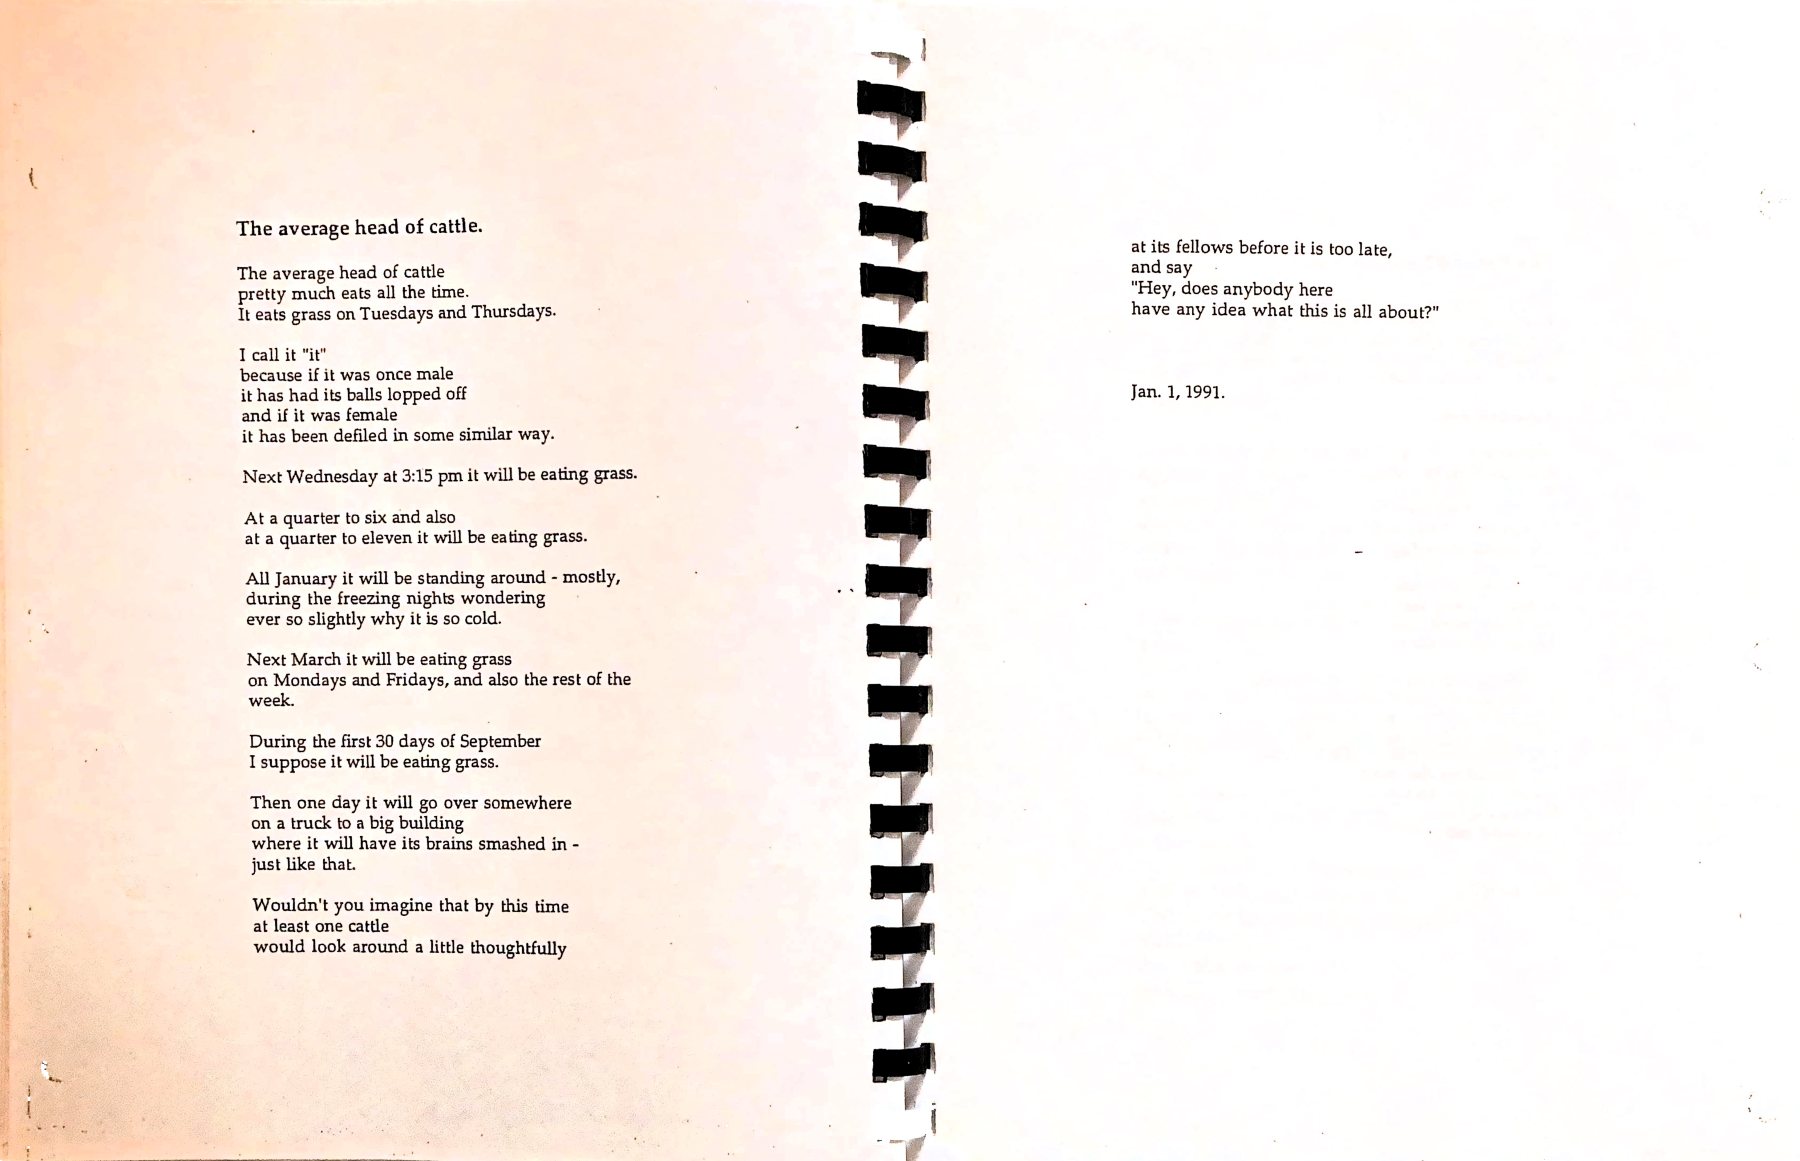 The average head of cattle.
The average head of cattle
pretty much eats all the time.
It eats grass on Tuesdays and Thursdays.
I call it "it"
because if it was once male
it has had its balls lopped off
and if it was female
it has been defiled in some similar way.
Next Wednesday at 3:15 pm it will be eating grass.
At a quarter to six and also
at a quarter to eleven it will be eating grass.
All January it will be standing around - mostly,
during the freezing nights wondering
ever so slightly why it is so cold.
Next March it will be eating grass
on Mondays and Fridays, and also the rest of the
week.
During the first 30 days of September
I suppose it will be eating grass.
Then one day it will go over somewhere
on a truck to a big building
where it will have its brains smashed in -
just like that.
Wouldn't you imagine that by this time
at least one cattle
would look around a little thoughtfully
at its fellows before it is too late,
and say
"Hey, does anybody here
have any idea what this is all about?"
Jan. 1, 1991.